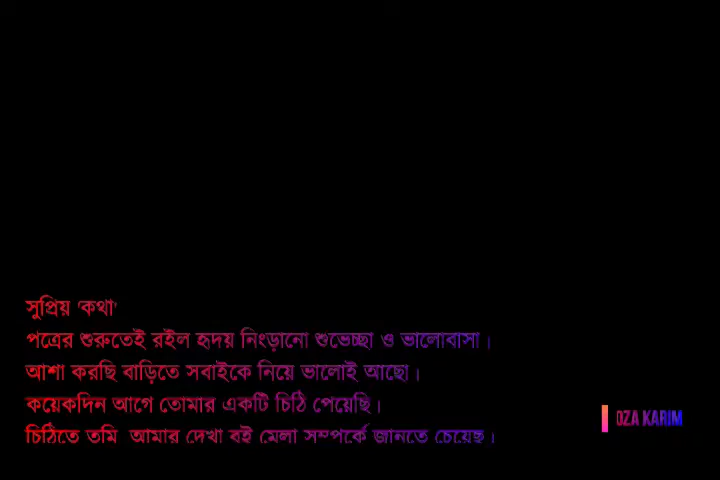 সুপ্রিয় 'কথা'
পত্রের শুরুতেই রইল হৃদয় নিংড়ানো শুভেচ্ছা ও ভালোবাসা।
আশা করছি বাড়িতে সবাইকে নিয়ে ভালোই আছো।
কয়েকদিন আগে তোমার একটি চিঠি পেয়েছি।
চিঠিতে তুমি আমার দেখা বই মেলা সম্পর্কে জানতে চেয়েছ।
OZA KARIM